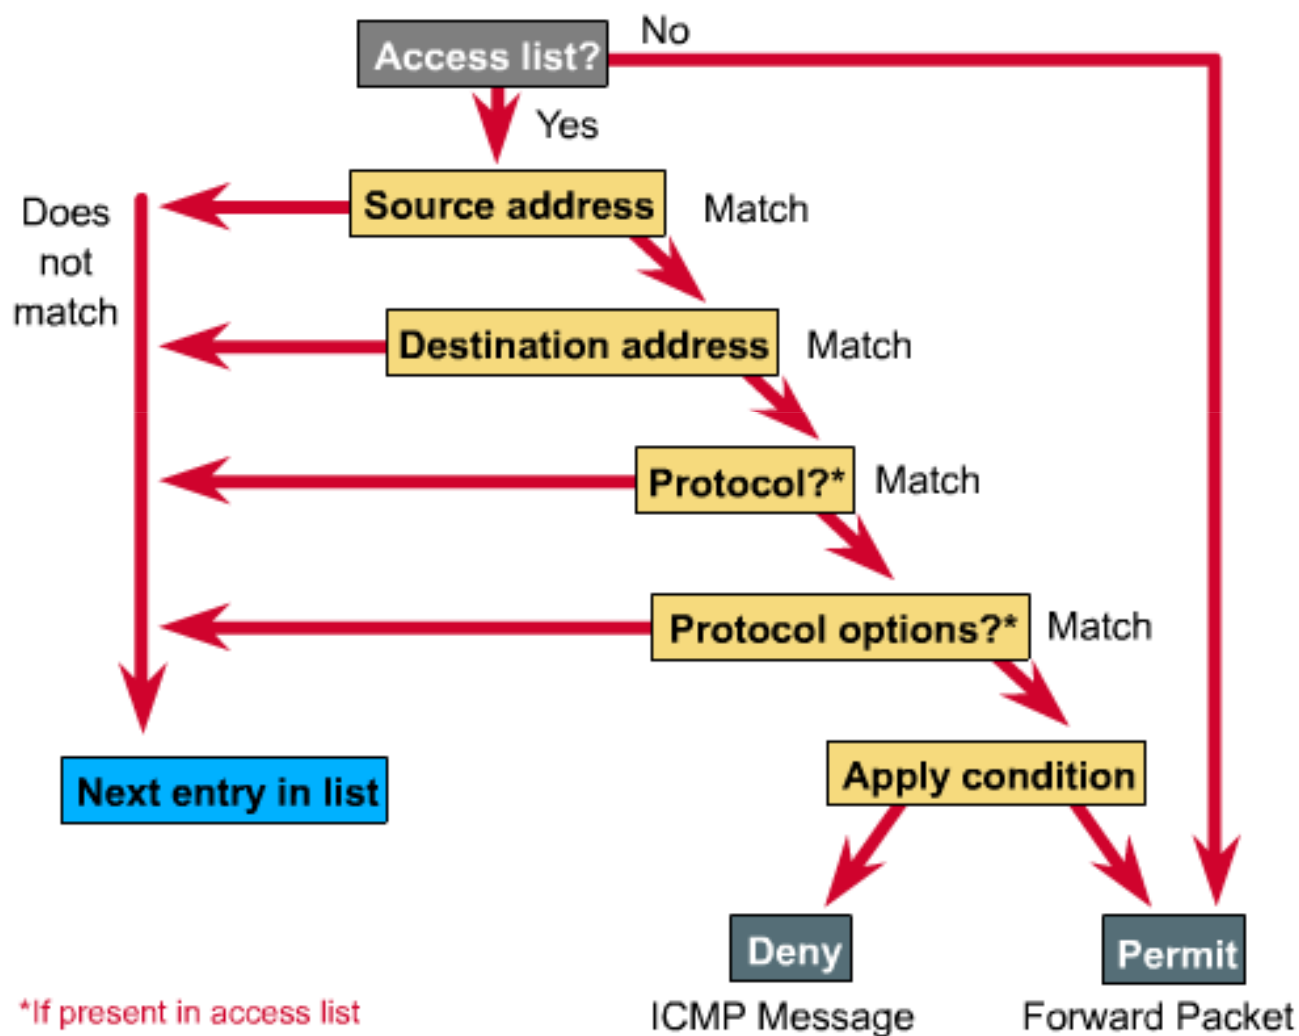 Access list?
No
Yes
Source address
Match
Does
not
match
Destination address
Match
Protocol?*
Match
Protocol options?*
Match
Next entry in list
Apply condition
Deny
Permit
ICMP Message
Forward Packet
*If present in access list